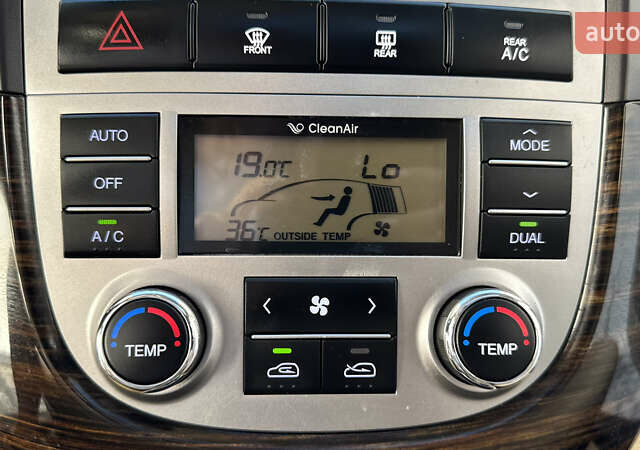 auto
FRONT
REAR
REAR
A/C
CleanAir
AUTO
OFF
A/C
19.0°C Lo
36°C OUTSIDE TEMP
MODE
DUAL
TEMP
TEMP